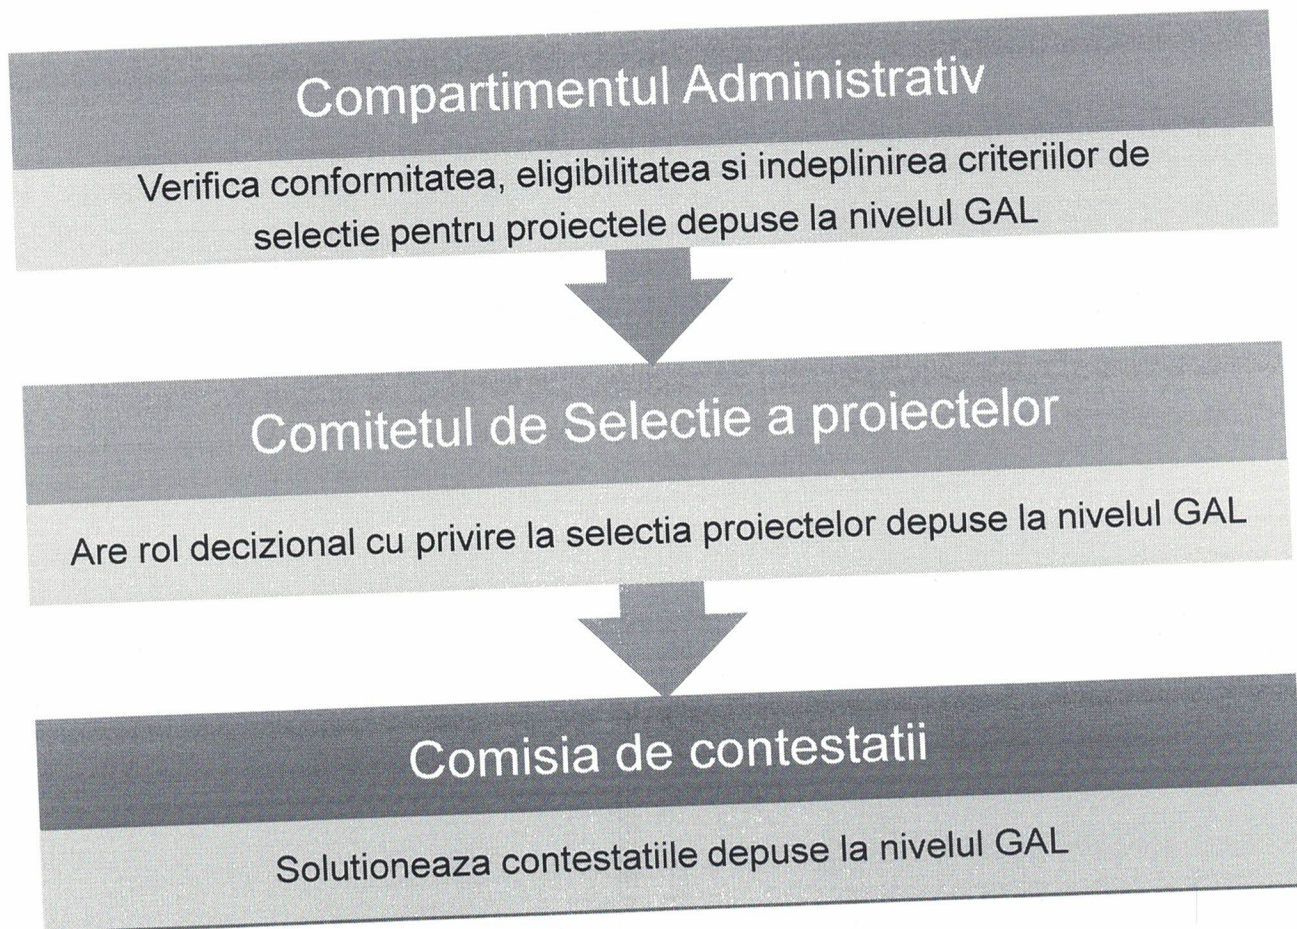 Compartimentul Administrativ
Verifica conformitatea, eligibilitatea si indeplinirea criteriilor de
selectie pentru proiectele depuse la nivelul GAL
Comitetul de Selectie a proiectelor
Are rol decizional cu privire la selectia proiectelor depuse la nivelul GAL
Comisia de contestatii
Solutioneaza contestatiile depuse la nivelul GAL